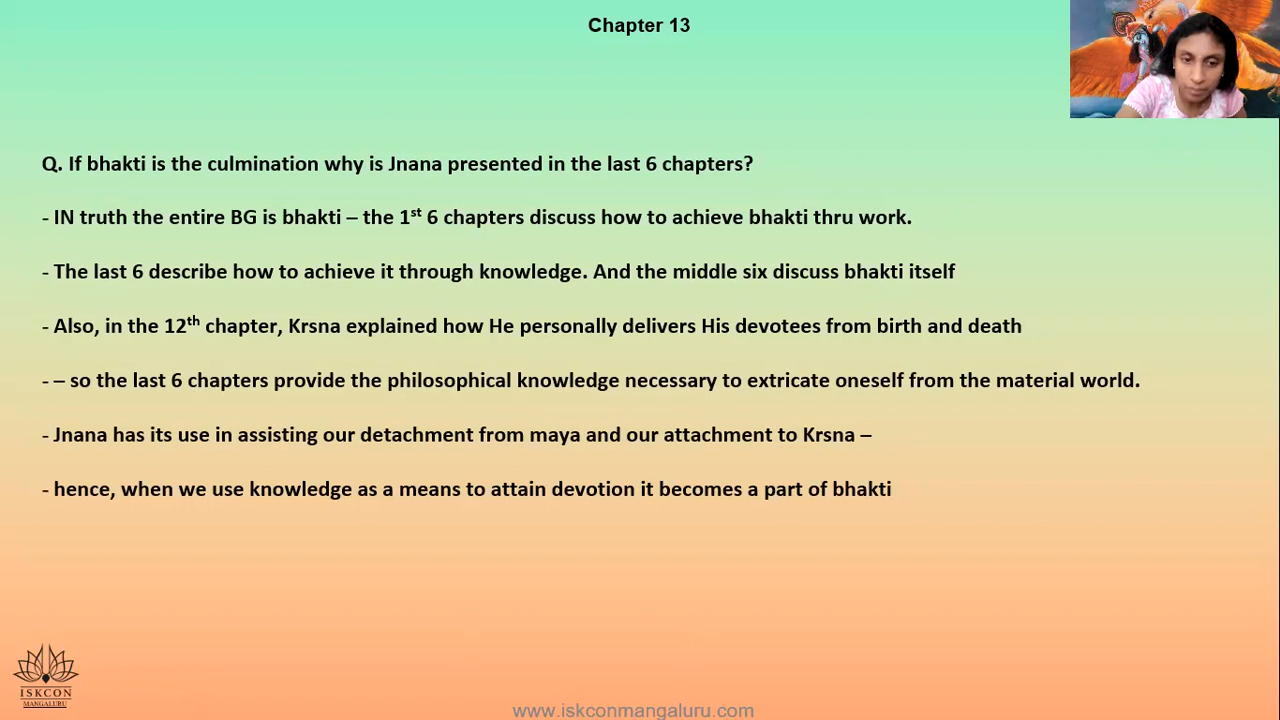 Chapter 13
Q. If bhakti is the culmination why is Jnana presented in the last 6 chapters?
- IN truth the entire BG is bhakti – the 1st 6 chapters discuss how to achieve bhakti thru work.
- The last 6 describe how to achieve it through knowledge. And the middle six discuss bhakti itself
- Also, in the 12th chapter, Krsna explained how He personally delivers His devotees from birth and death
- – so the last 6 chapters provide the philosophical knowledge necessary to extricate oneself from the material world.
- Jnana has its use in assisting our detachment from maya and our attachment to Krsna –
- hence, when we use knowledge as a means to attain devotion it becomes a part of bhakti
ISKCON
MANGALURU
www.iskconmangaluru.com